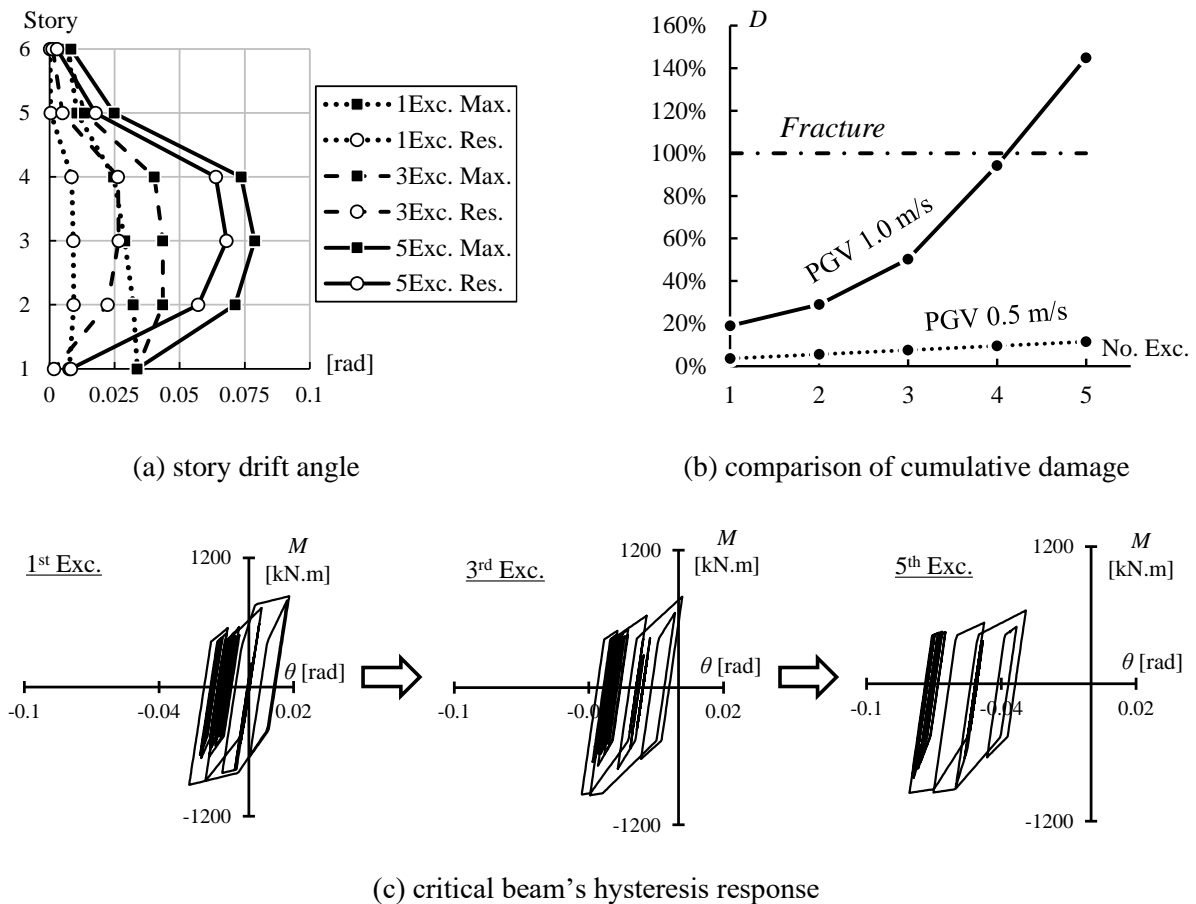 Story
6
5
4
3
2
1
0
0.025
0.05
0.075
0.1
[rad]
1Exc. Max.
1Exc. Res.
3Exc. Max.
3Exc. Res.
5Exc. Max.
5Exc. Res.
(a) story drift angle
D
160%
140%
120%
100%
80%
60%
40%
20%
0%
Fracture
PGV 1.0 m/s
PGV 0.5 m/s
No. Exc.
1
2
3
4
5
(b) comparison of cumulative damage
1st Exc.
1200
M
[kN.m]
θ [rad]
-0.1
-0.04
0.02
-1200
3rd Exc.
1200
M
[kN.m]
θ [rad]
-0.1
-0.0
0.02
-1200
5th Exc.
1200
M
[kN.m]
θ [rad]
-0.1
-0.04
0.02
-1200
(c) critical beam's hysteresis response